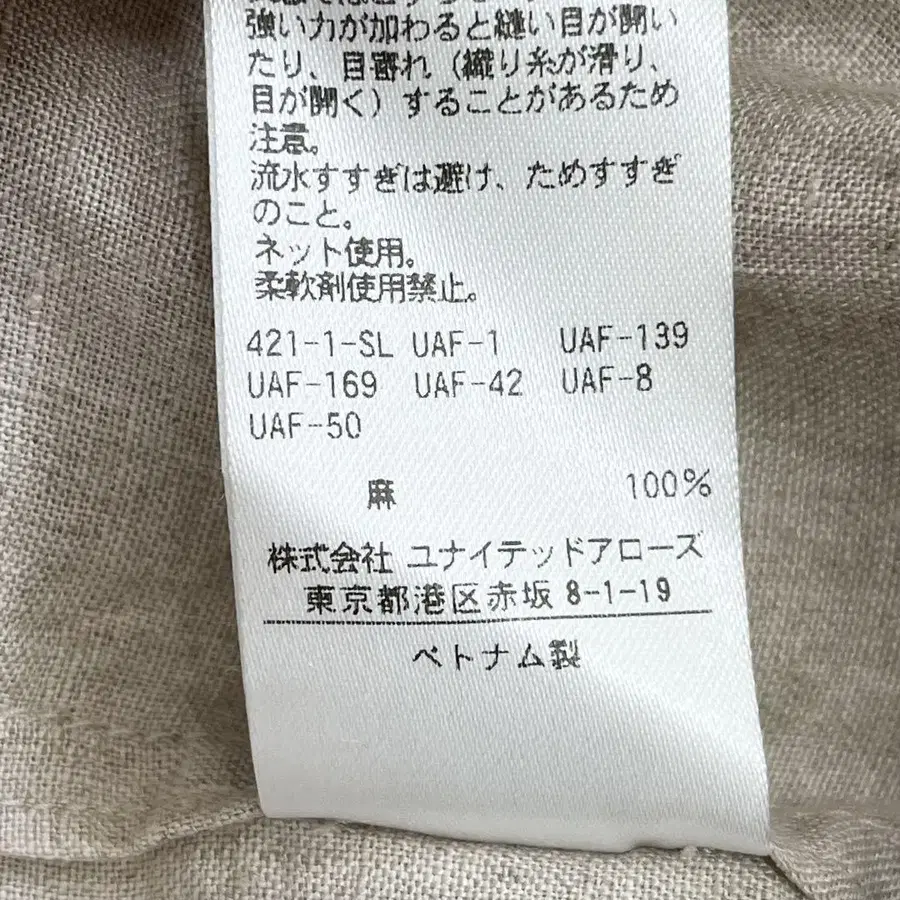 強い力が加わると縫い目が開い
たり、目寄れ（織り糸が滑り、
目が開く）することがあるため
注意。
流水すすぎは避け、ためすすぎ
のこと。
ネット使用。
柔軟剤使用禁止。
421-1-SL UAF-1 UAF-139
UAF-169 UAF-42 UAF-8
UAF-50
麻 100%
株式会社 ユナイテッドアローズ
東京都港区赤坂 8-1-19
ベトナム製